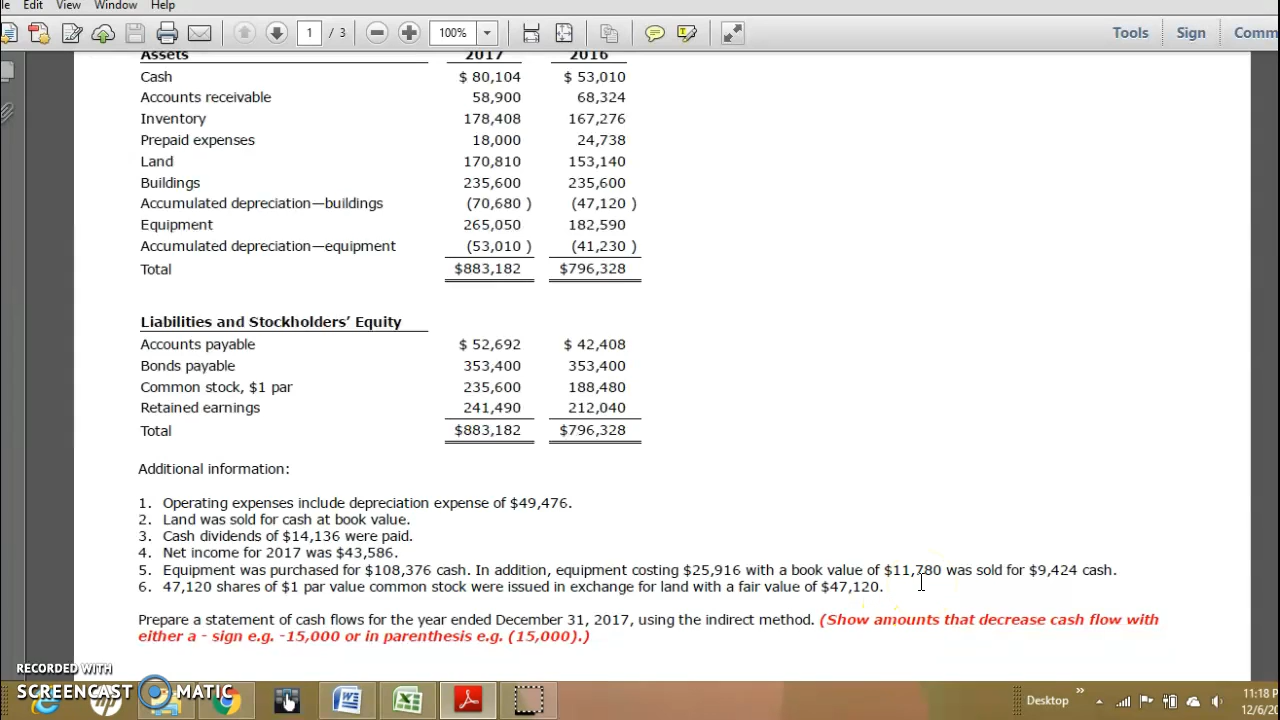 le Edit View Window Help
1 / 3 100% Tools Sign Comm
Assets 2017 2016
Cash $ 80,104 $ 53,010
Accounts receivable 58,900 68,324
Inventory 178,408 167,276
Prepaid expenses 18,000 24,738
Land 170,810 153,140
Buildings 235,600 235,600
Accumulated depreciation—buildings (70,680 ) (47,120 )
Equipment 265,050 182,590
Accumulated depreciation—equipment (53,010 ) (41,230 )
Total $883,182 $796,328
Liabilities and Stockholders’ Equity
Accounts payable $ 52,692 $ 42,408
Bonds payable 353,400 353,400
Common stock, $1 par 235,600 188,480
Retained earnings 241,490 212,040
Total $883,182 $796,328
Additional information:
1. Operating expenses include depreciation expense of $49,476.
2. Land was sold for cash at book value.
3. Cash dividends of $14,136 were paid.
4. Net income for 2017 was $43,586.
5. Equipment was purchased for $108,376 cash. In addition, equipment costing $25,916 with a book value of $11,780 was sold for $9,424 cash.
6. 47,120 shares of $1 par value common stock were issued in exchange for land with a fair value of $47,120.
Prepare a statement of cash flows for the year ended December 31, 2017, using the indirect method. (Show amounts that decrease cash flow with
either a - sign e.g. -15,000 or in parenthesis e.g. (15,000).)
RECORDED WITH
SCREENCAST MATIC
Desktop » 11:18 P
12/6/20